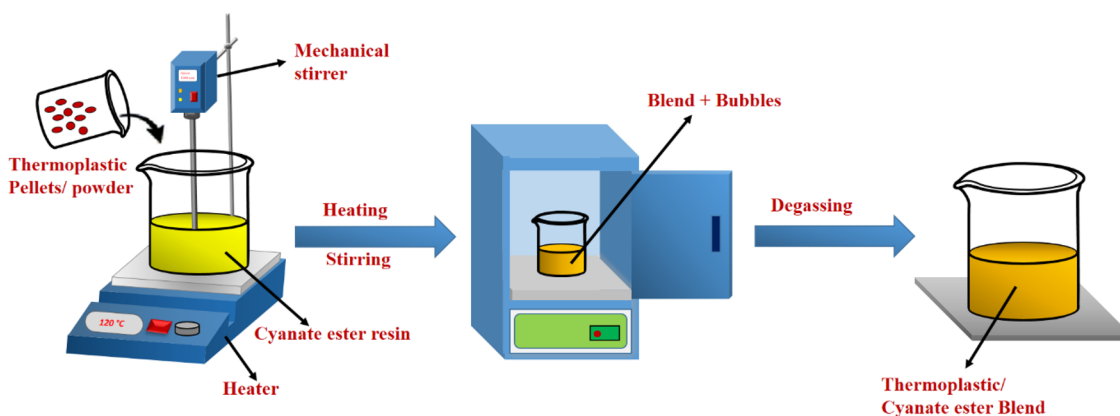 Mechanical
stirrer
Thermoplastic
Pellets/ powder
120 °C
Cyanate ester resin
Heater
Heating
Stirring
Blend + Bubbles
Degassing
Thermoplastic/
Cyanate ester Blend